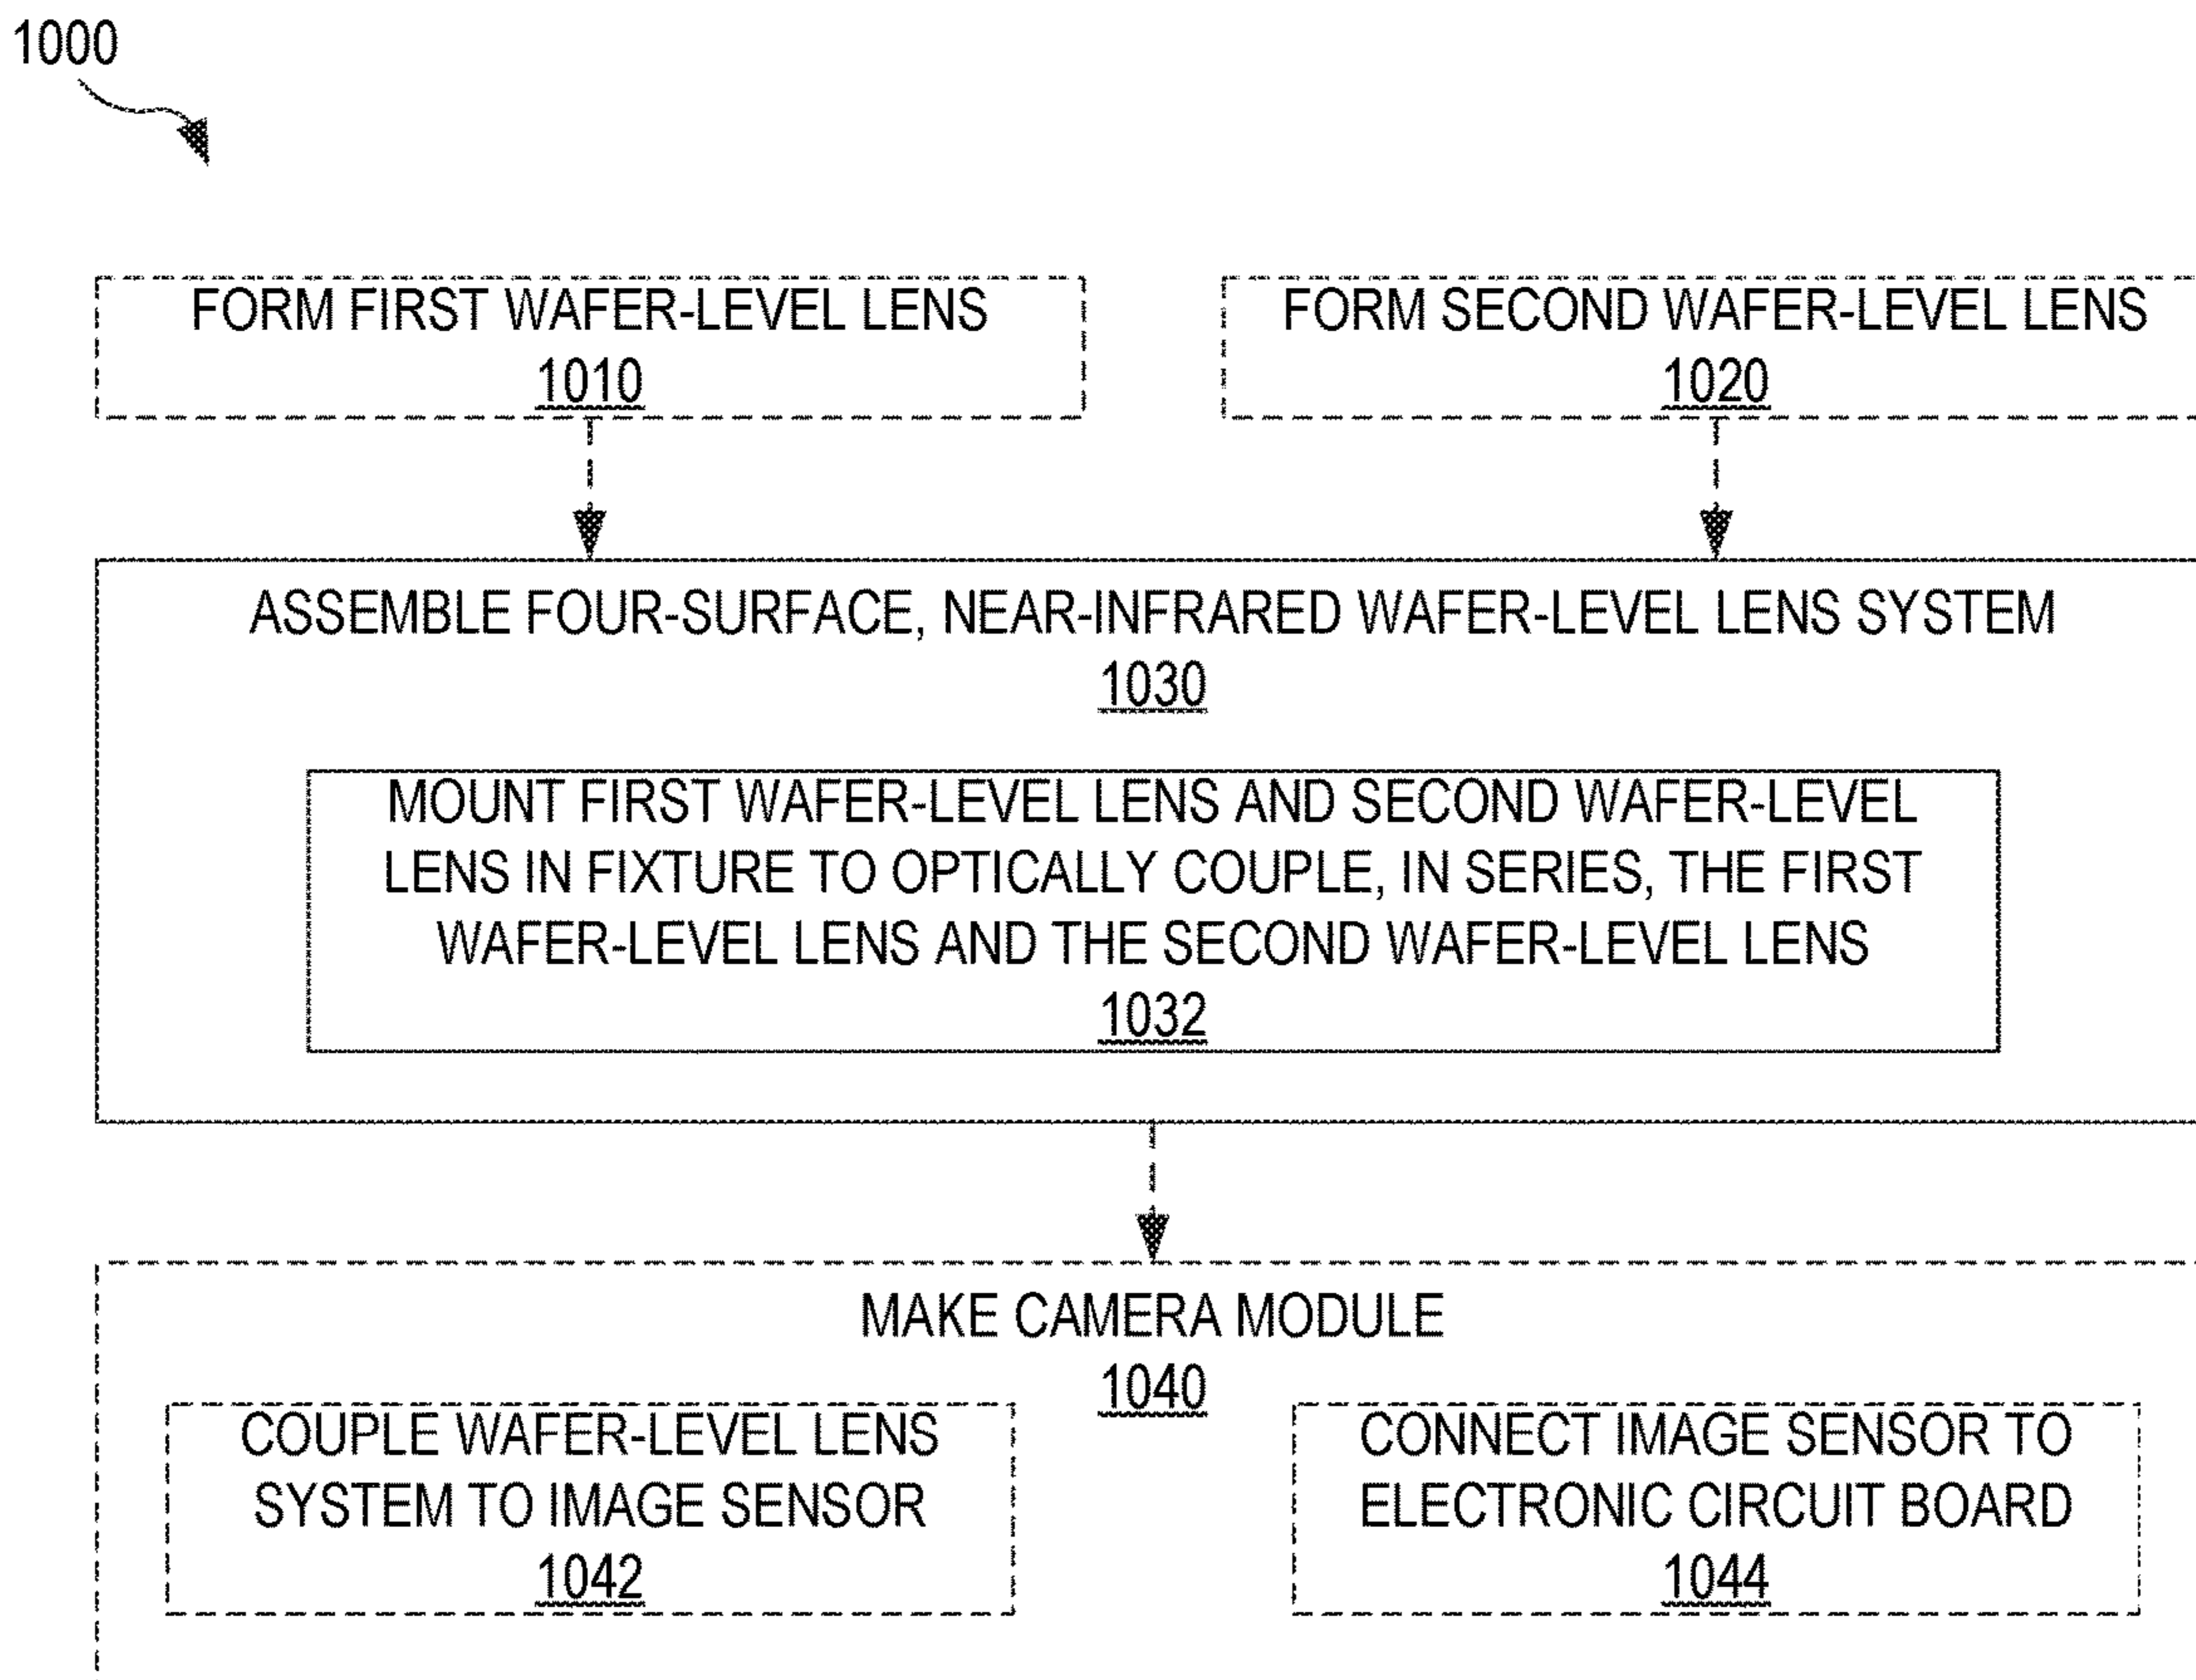 1000
FORM FIRST WAFER-LEVEL LENS
1010
FORM SECOND WAFER-LEVEL LENS
1020
ASSEMBLE FOUR-SURFACE, NEAR-INFRARED WAFER-LEVEL LENS SYSTEM
1030
MOUNT FIRST WAFER-LEVEL LENS AND SECOND WAFER-LEVEL
LENS IN FIXTURE TO OPTICALLY COUPLE, IN SERIES, THE FIRST
WAFER-LEVEL LENS AND THE SECOND WAFER-LEVEL LENS
1032
MAKE CAMERA MODULE
1040
COUPLE WAFER-LEVEL LENS
SYSTEM TO IMAGE SENSOR
1042
CONNECT IMAGE SENSOR TO
ELECTRONIC CIRCUIT BOARD
1044